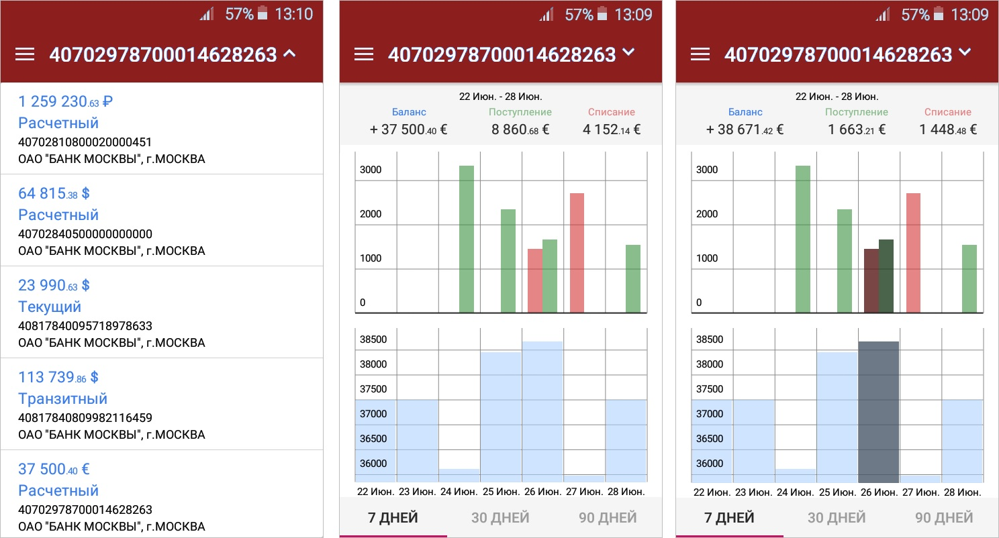 57% 13:10
40702978700014628263
1 259 230.63 ₽
Расчетный
40702810800020000451
ОАО "БАНК МОСКВЫ", г.МОСКВА
64 815.38 $
Расчетный
40702840500000000000
ОАО "БАНК МОСКВЫ", г.МОСКВА
23 990.63 $
Текущий
40817840095718978633
ОАО "БАНК МОСКВЫ", г.МОСКВА
113 739.86 $
Транзитный
40817840809982116459
ОАО "БАНК МОСКВЫ", г.МОСКВА
37 500.40 €
Расчетный
40702978700014628263
ОАО "БАНК МОСКВЫ", г.МОСКВА
57% 13:09
40702978700014628263
22 Июн. - 28 Июн.
Баланс Поступление Списание
+ 37 500.40 € 8 860.68 € 4 152.14 €
3000
2000
1000
0
38500
38000
37500
37000
36500
36000
22 Июн. 23 Июн. 24 Июн. 25 Июн. 26 Июн. 27 Июн. 28 Июн.
7 ДНЕЙ 30 ДНЕЙ 90 ДНЕЙ
57% 13:09
40702978700014628263
22 Июн. - 28 Июн.
Баланс Поступление Списание
+ 38 671.42 € 1 663.21 € 1 448.48 €
3000
2000
1000
0
38500
38000
37500
37000
36500
36000
22 Июн. 23 Июн. 24 Июн. 25 Июн. 26 Июн. 27 Июн. 28 Июн.
7 ДНЕЙ 30 ДНЕЙ 90 ДНЕЙ